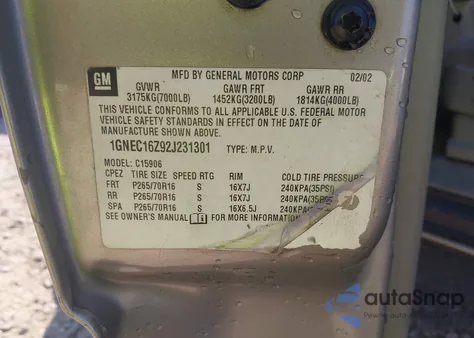 GM
MFD BY GENERAL MOTORS CORP 02/02
GVWR GAWR FRT GAWR RR
3175KG(7000LB) 1452KG(3200LB) 1814KG(4000LB)
THIS VEHICLE CONFORMS TO ALL APPLICABLE U.S. FEDERAL MOTOR
VEHICLE SAFETY STANDARDS IN EFFECT ON THE DATE OF
MANUFACTURE SHOWN ABOVE.
1GNEC16Z92J231301 TYPE: M.P.V.
MODEL: C15906
CPEZ TIRE SIZE SPEED RTG RIM COLD TIRE PRESSURE
FRT P265/70R16 S 16X7J 240KPA(35PSI)
RR P265/70R16 S 16X7J 240KPA(35PSI)
SPA P265/70R16 S 16X6.5J 240KPA
SEE OWNER'S MANUAL FOR MORE INFORMATION
autoSnap